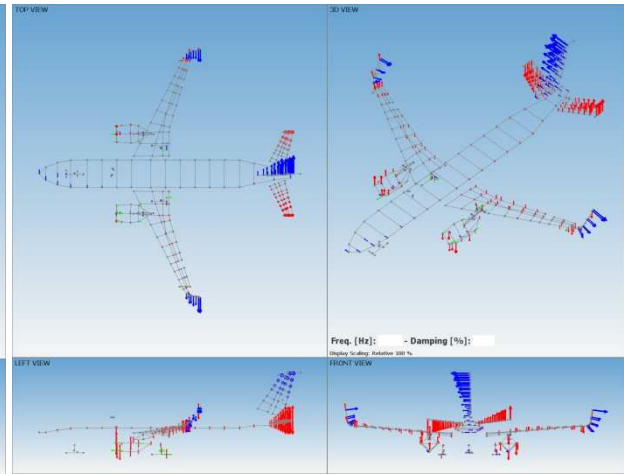 TOP VIEW
3D VIEW
Freq. [Hz]: - Damping [%]:
Display Scaling: Relative 100 %
LEFT VIEW
FRONT VIEW